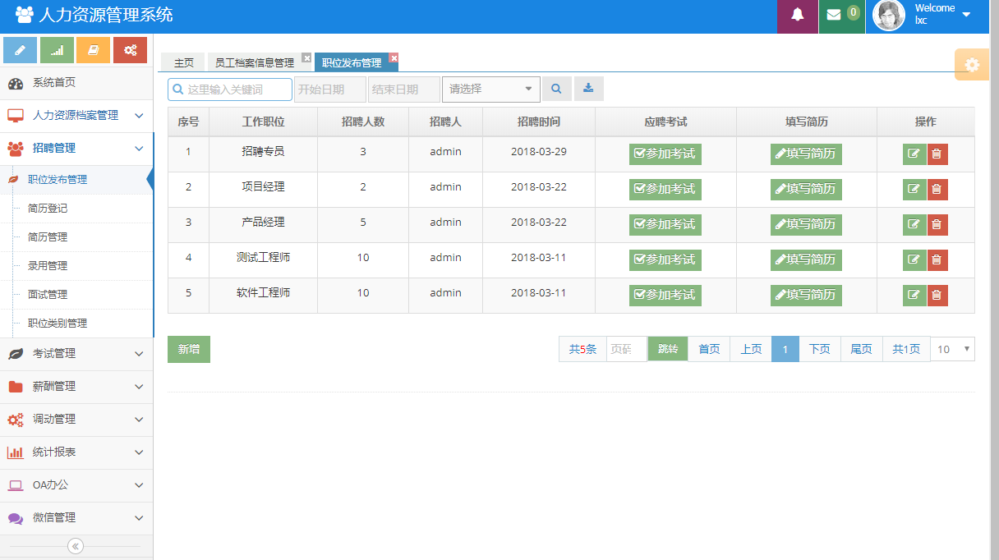 人力资源管理系统
0
Welcome
lxc
主页 员工档案信息管理 职位发布管理
系统首页
人力资源档案管理
招聘管理
职位发布管理
简历登记
简历管理
录用管理
面试管理
职位类别管理
考试管理
薪酬管理
调动管理
统计报表
OA办公
微信管理
这里输入关键词 开始日期 结束日期 请选择
序号 工作职位 招聘人数 招聘人 招聘时间 应聘考试 填写简历 操作
1 招聘专员 3 admin 2018-03-29 参加考试 填写简历
2 项目经理 2 admin 2018-03-22 参加考试 填写简历
3 产品经理 5 admin 2018-03-22 参加考试 填写简历
4 测试工程师 10 admin 2018-03-11 参加考试 填写简历
5 软件工程师 10 admin 2018-03-11 参加考试 填写简历
新增 共5条 页码 跳转 首页 上页 1 下页 尾页 共1页 10